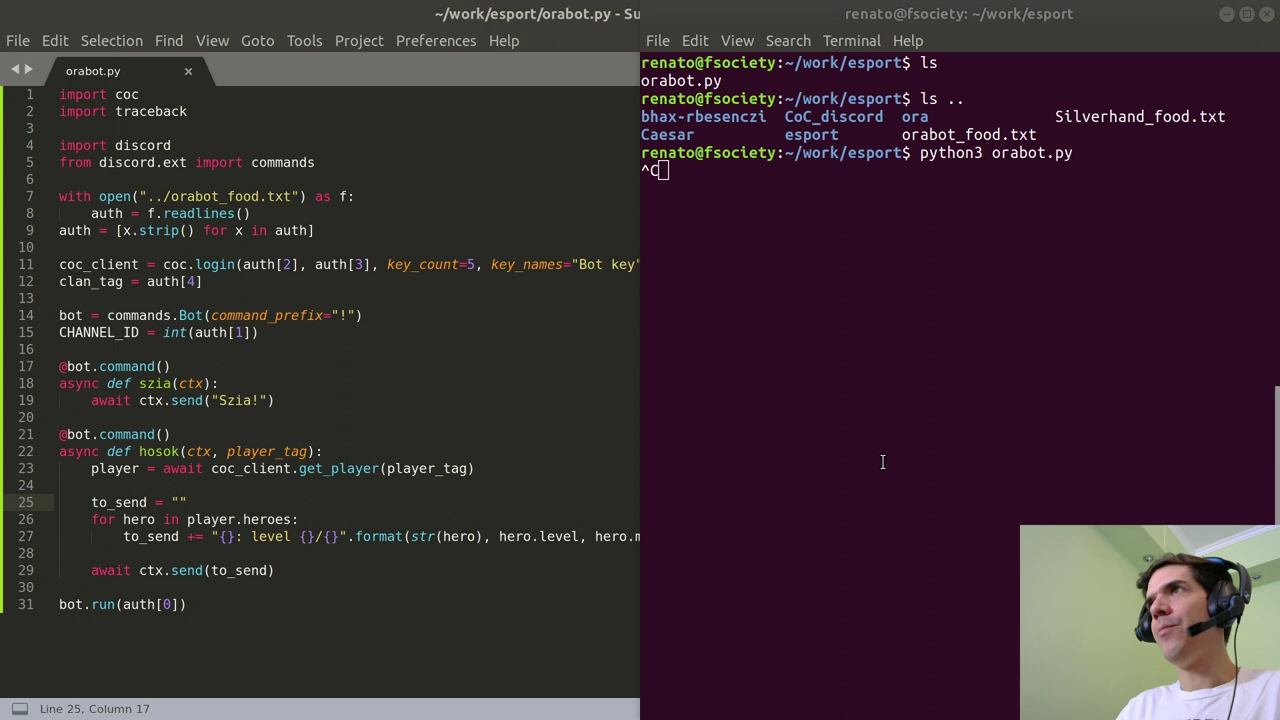 ~/work/esport/orabot.py - Su
File Edit Selection Find View Goto Tools Project Preferences Help
orabot.py ×
1 import coc
2 import traceback
3
4 import discord
5 from discord.ext import commands
6
7 with open("../orabot_food.txt") as f:
8     auth = f.readlines()
9 auth = [x.strip() for x in auth]
10
11 coc_client = coc.login(auth[2], auth[3], key_count=5, key_names="Bot key"
12 clan_tag = auth[4]
13
14 bot = commands.Bot(command_prefix="!")
15 CHANNEL_ID = int(auth[1])
16
17 @bot.command()
18 async def szia(ctx):
19     await ctx.send("Szia!")
20
21 @bot.command()
22 async def hosok(ctx, player_tag):
23     player = await coc_client.get_player(player_tag)
24
25     to_send = ""
26     for hero in player.heroes:
27         to_send += "{}: level {}/{}".format(str(hero), hero.level, hero.m
28
29     await ctx.send(to_send)
30
31 bot.run(auth[0])
Line 25, Column 17
renato@fsociety: ~/work/esport
File Edit View Search Terminal Help
renato@fsociety:~/work/esport$ ls
orabot.py
renato@fsociety:~/work/esport$ ls ..
bhax-rbesenczi CoC_discord ora Silverhand_food.txt
Caesar esport orabot_food.txt
renato@fsociety:~/work/esport$ python3 orabot.py
^C